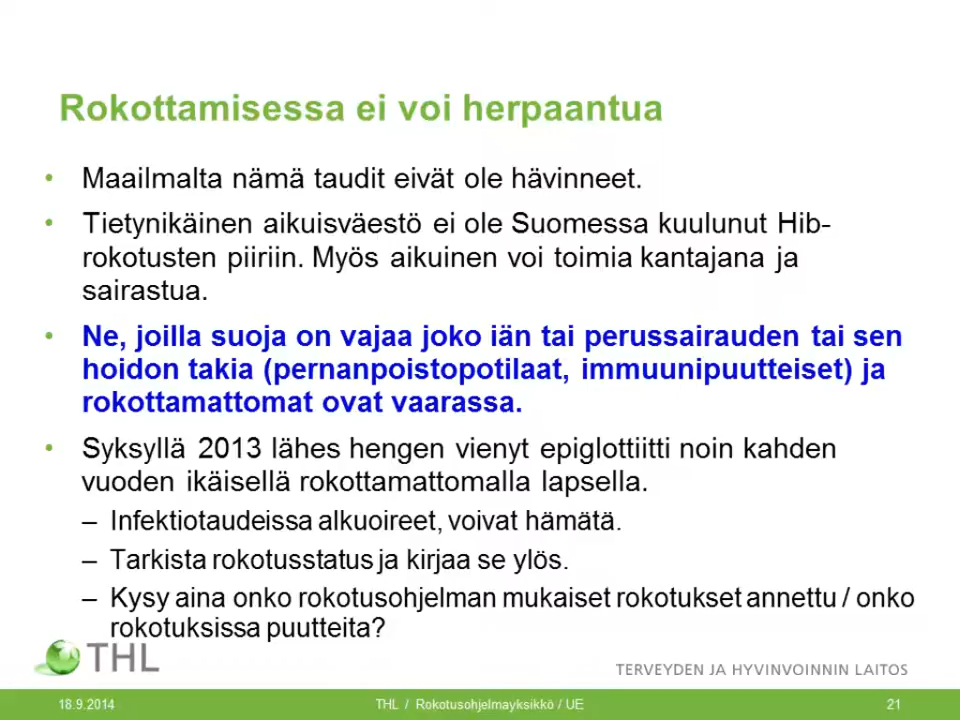 Rokottamisessa ei voi herpaantua
• Maailmalta nämä taudit eivät ole hävinneet.
• Tietynikäinen aikuisväestö ei ole Suomessa kuulunut Hib-
rokotusten piiriin. Myös aikuinen voi toimia kantajana ja
sairastua.
• Ne, joilla suoja on vajaa joko iän tai perussairauden tai sen
hoidon takia (pernanpoistopotilaat, immuunipuutteiset) ja
rokottamattomat ovat vaarassa.
• Syksyllä 2013 lähes hengen vienyt epiglottiitti noin kahden
vuoden ikäisellä rokottamattomalla lapsella.
– Infektiotaudeissa alkuoireet, voivat hämätä.
– Tarkista rokotusstatus ja kirjaa se ylös.
– Kysy aina onko rokotusohjelman mukaiset rokotukset annettu / onko
rokotuksissa puutteita?
THL
TERVEYDEN JA HYVINVOINNIN LAITOS
18.9.2014
THL / Rokotusohjelmayksikkö / UE
21